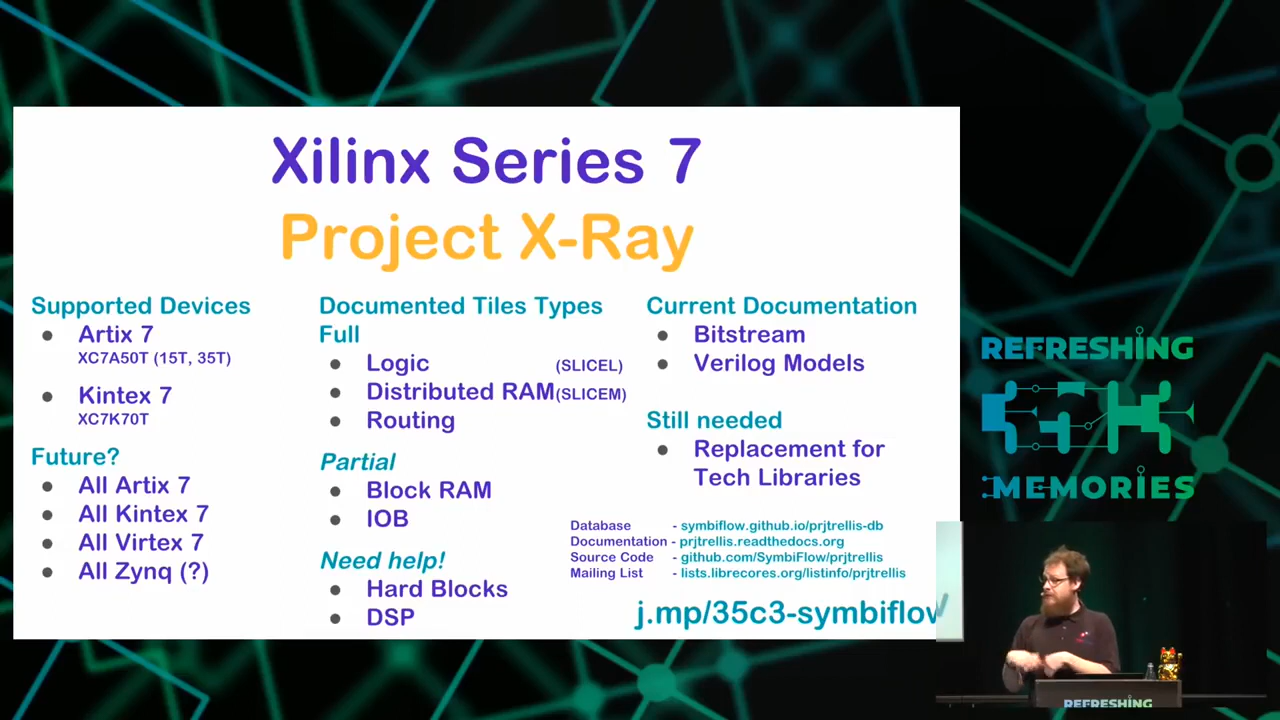 Xilinx Series 7
Project X-Ray
Supported Devices
Artix 7
XC7A50T (15T, 35T)
Kintex 7
XC7K70T
Future?
All Artix 7
All Kintex 7
All Virtex 7
All Zynq (?)
Documented Tiles Types
Full
Logic (SLICEL)
Distributed RAM(SLICEM)
Routing
Partial
Block RAM
IOB
Need help!
Hard Blocks
DSP
Current Documentation
Bitstream
Verilog Models
Still needed
Replacement for
Tech Libraries
Database - symbiflow.github.io/prjtrellis-db
Documentation - prjtrellis.readthedocs.org
Source Code - github.com/SymbiFlow/prjtrellis
Mailing List - lists.librecores.org/listinfo/prjtrellis
j.mp/35c3-symbiflow
REFRESHING
35C3
MEMORIES
REFRESHING